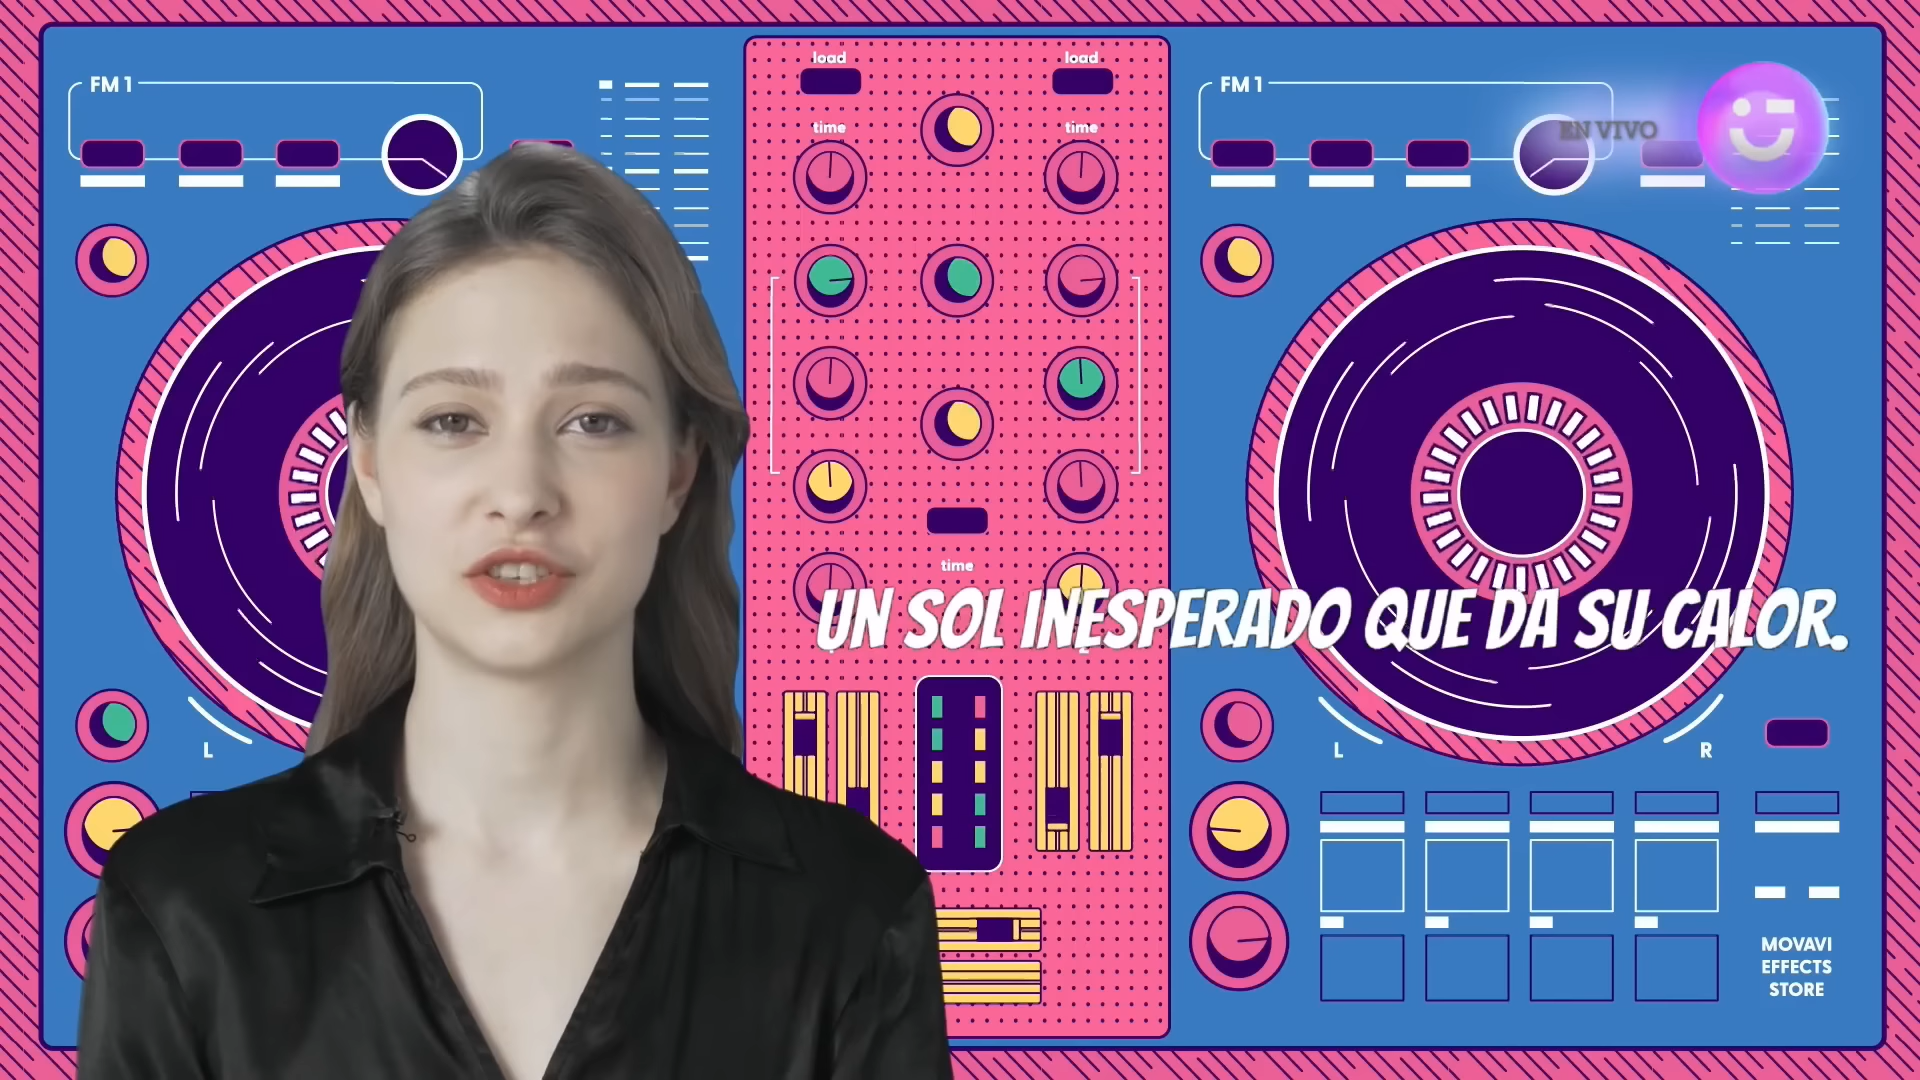 load
load
FM 1
FM 1
time
time
EN VIVO
time
UN SOL INESPERADO QUE DA SU CALOR.
L
L
R
MOVAVI
EFFECTS
STORE